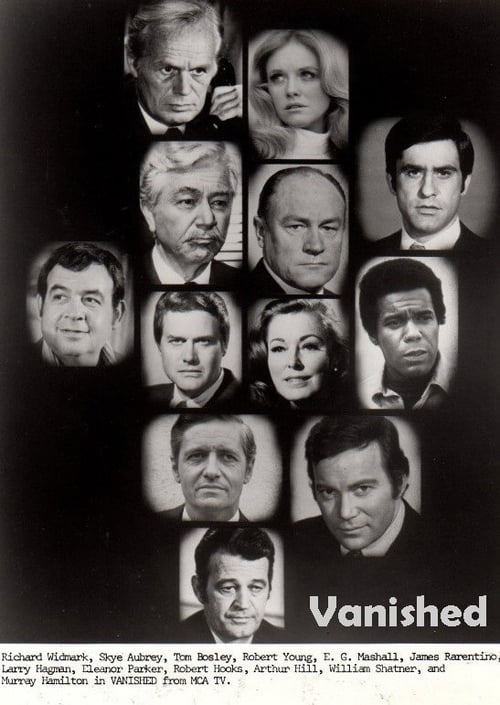 Vanished
Richard Widmark, Skye Aubrey, Tom Bosley, Robert Young, E. G. Mashall, James Rarentino,
Larry Hagman, Eleanor Parker, Robert Hooks, Arthur Hill, William Shatner, and
Murray Hamilton in VANISHED from MCA TV.